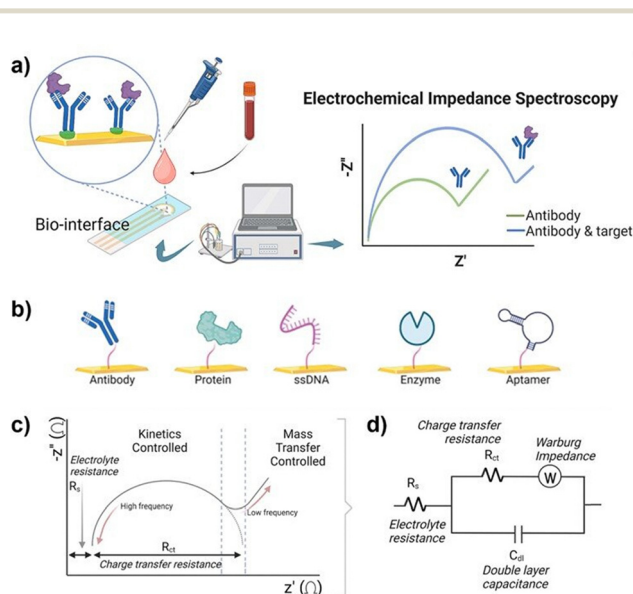 a)
Electrochemical Impedance Spectroscopy
-Z"
Bio-interface
Antibody
Antibody & target
Z'
b)
Antibody
Protein
ssDNA
Enzyme
Aptamer
c)
-z" (Ω)
Kinetics
Controlled
Mass
Transfer
Controlled
Electrolyte
resistance
Rs
High frequency
Low frequency
Rct
Charge transfer resistance
z' (Ω)
d)
Charge transfer
resistance
Rct
Warburg
Impedance
W
Rs
Electrolyte
resistance
Cdl
Double layer
capacitance